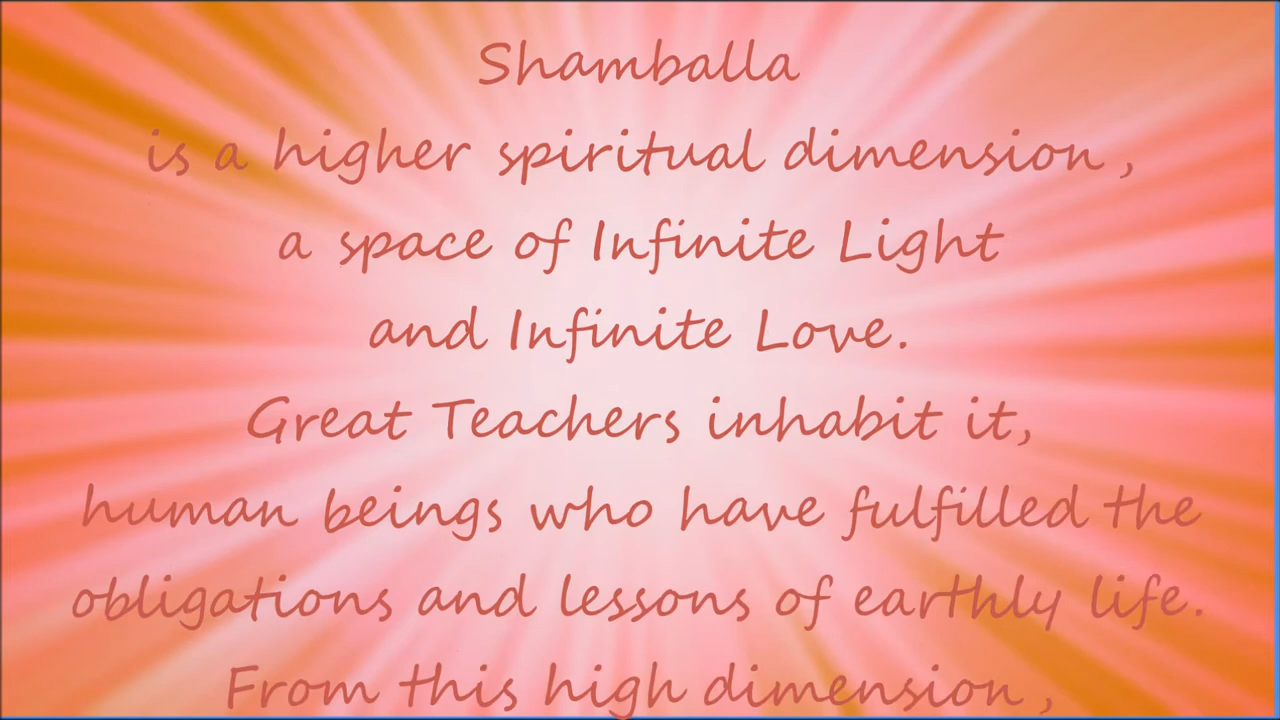 Shamballa
is a higher spiritual dimension ,
a space of Infinite Light
and Infinite Love.
Great Teachers inhabit it,
human beings who have fulfilled the
obligations and lessons of earthly life.
From this high dimension ,